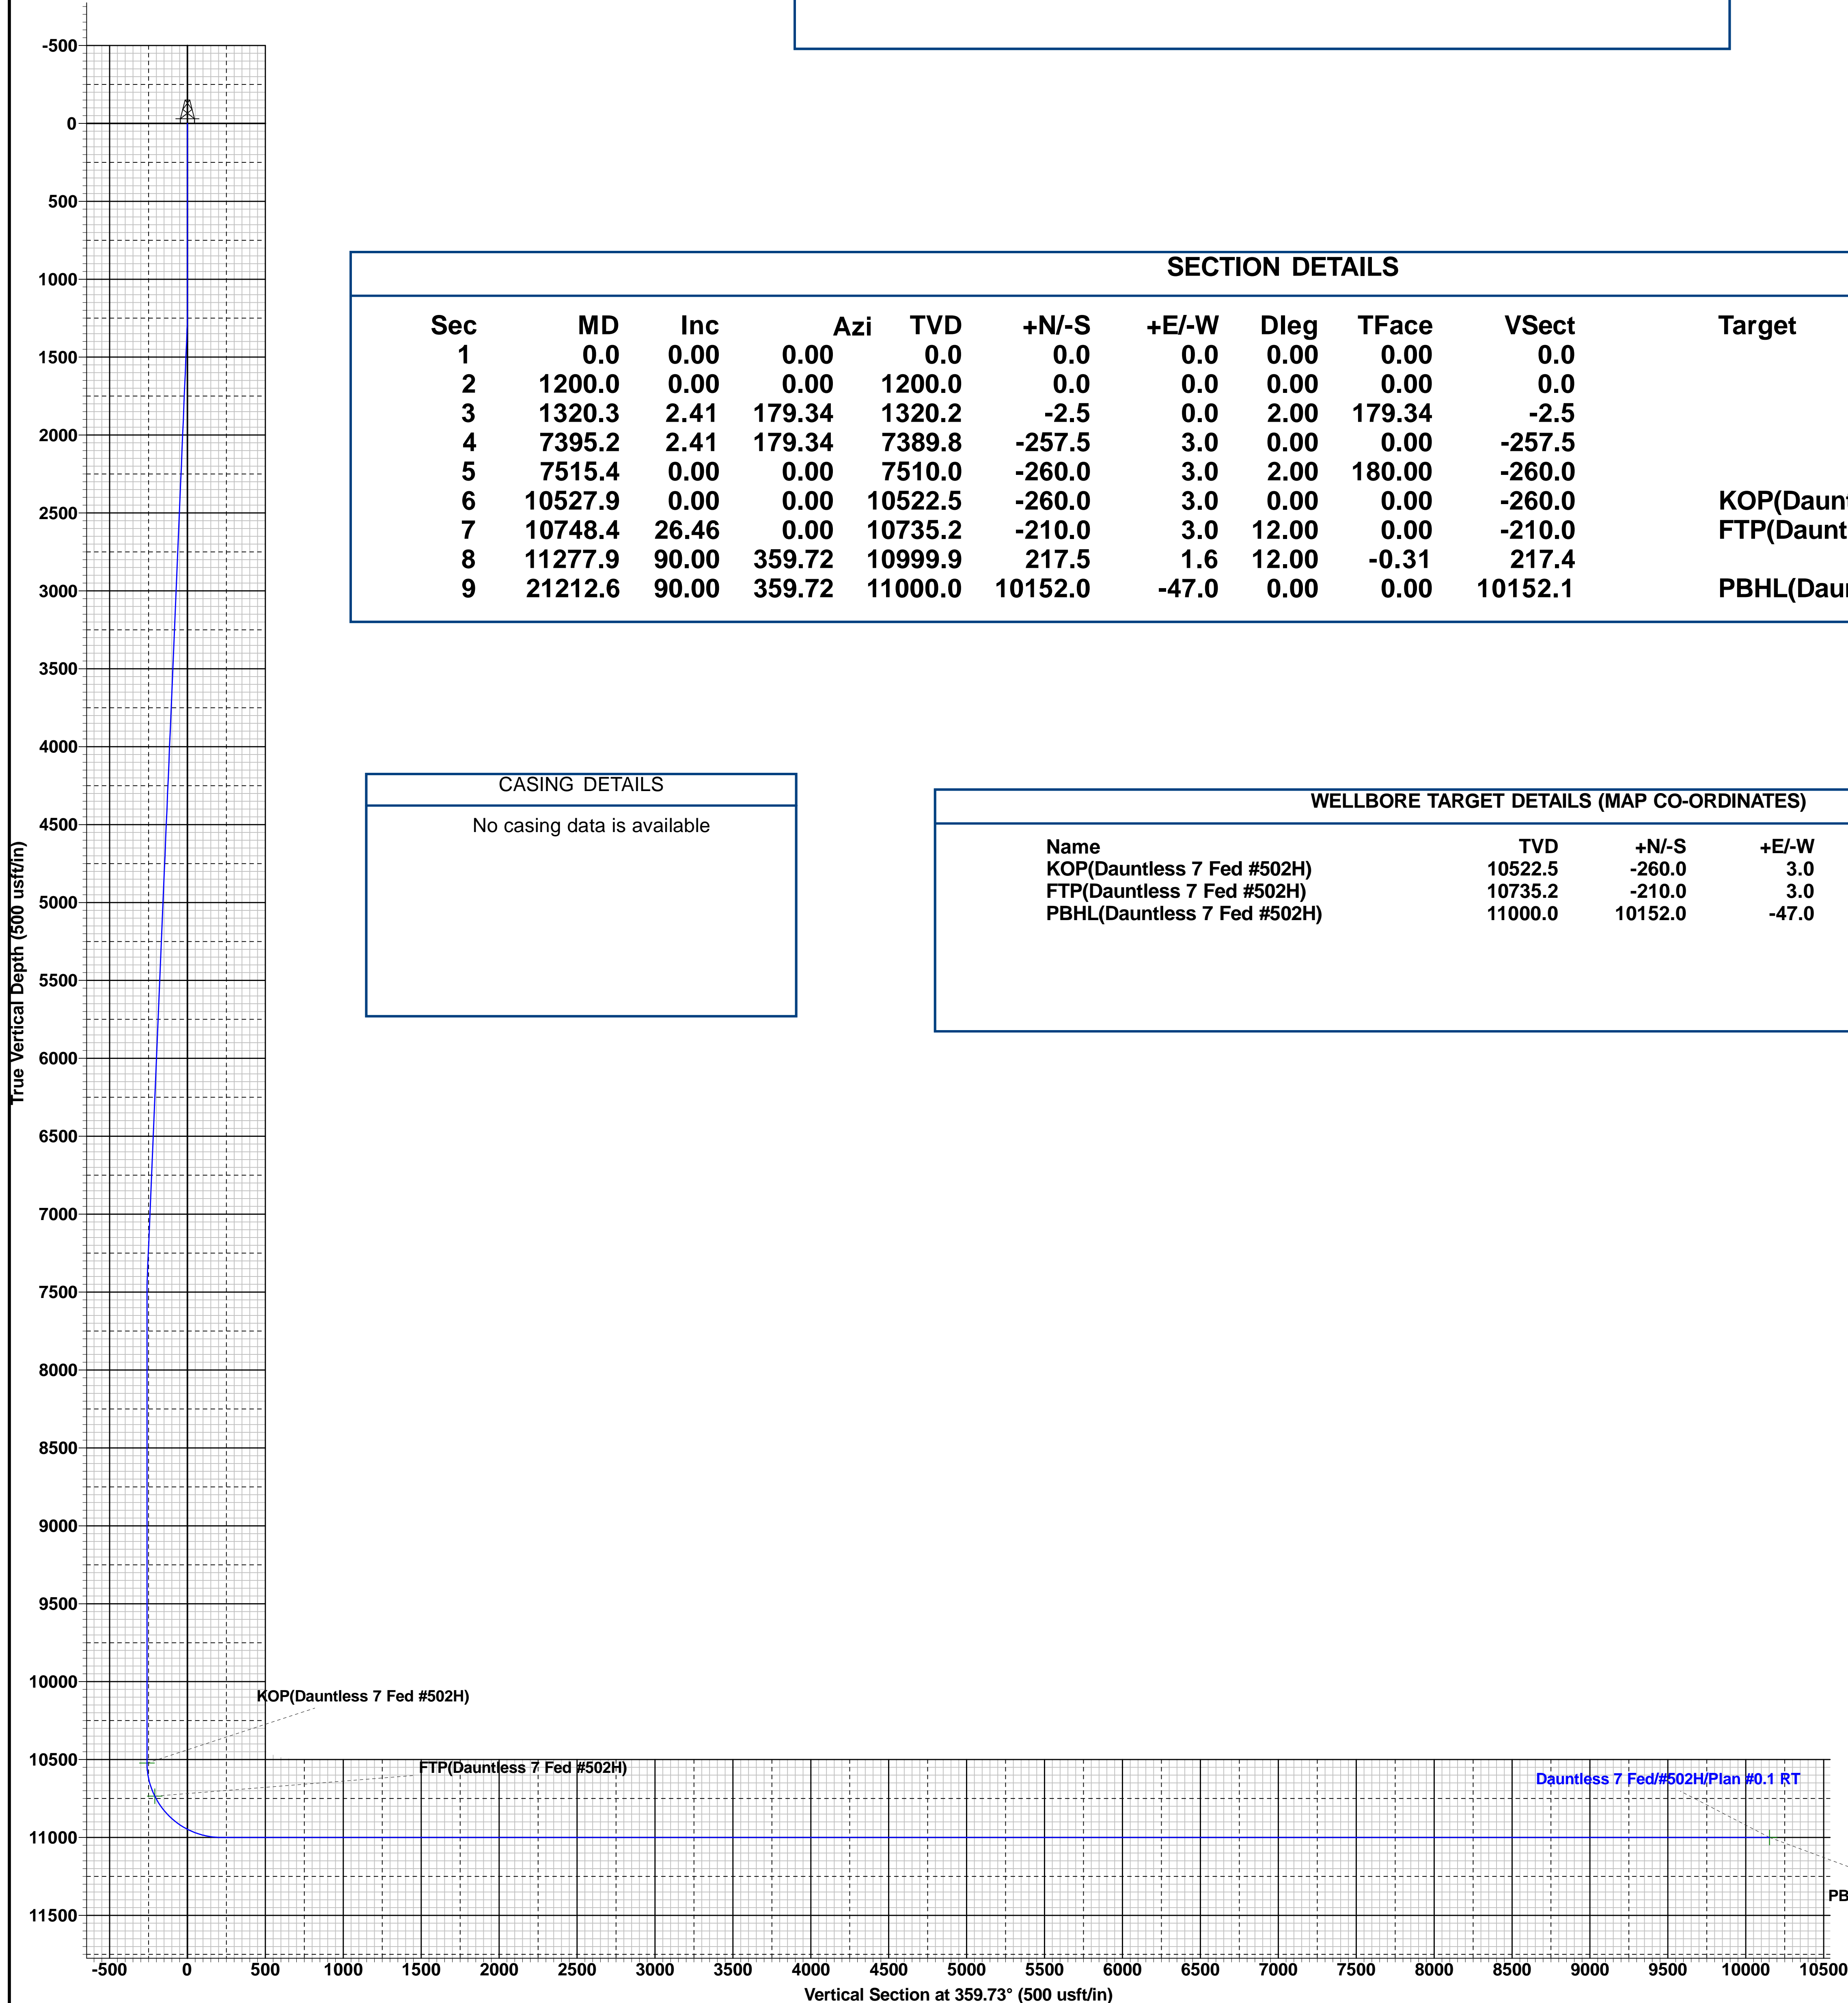 SECTION DETAILS
Sec MD Inc Azi TVD +N/-S +E/-W Dleg TFace VSect Target
1 0.0 0.00 0.00 0.0 0.0 0.0 0.00 0.00 0.0
2 1200.0 0.00 0.00 1200.0 0.0 0.0 0.00 0.00 0.0
3 1320.3 2.41 179.34 1320.2 -2.5 0.0 2.00 179.34 -2.5
4 7395.2 2.41 179.34 7389.8 -257.5 3.0 0.00 0.00 -257.5
5 7515.4 0.00 0.00 7510.0 -260.0 3.0 2.00 180.00 -260.0
6 10527.9 0.00 0.00 10522.5 -260.0 3.0 0.00 0.00 -260.0 KOP(Daun
7 10748.4 26.46 0.00 10735.2 -210.0 3.0 12.00 0.00 -210.0 FTP(Daunt
8 11277.9 90.00 359.72 10999.9 217.5 1.6 12.00 -0.31 217.4
9 21212.6 90.00 359.72 11000.0 10152.0 -47.0 0.00 0.00 10152.1 PBHL(Dau
CASING DETAILS
No casing data is available
WELLBORE TARGET DETAILS (MAP CO-ORDINATES)
Name TVD +N/-S +E/-W
KOP(Dauntless 7 Fed #502H) 10522.5 -260.0 3.0
FTP(Dauntless 7 Fed #502H) 10735.2 -210.0 3.0
PBHL(Dauntless 7 Fed #502H) 11000.0 10152.0 -47.0
True Vertical Depth (500 usft/in)
-500
0
500
1000
1500
2000
2500
3000
3500
4000
4500
5000
5500
6000
6500
7000
7500
8000
8500
9000
9500
10000
10500
11000
11500
KOP(Dauntless 7 Fed #502H)
FTP(Dauntless 7 Fed #502H)
Dauntless 7 Fed/#502H/Plan #0.1 RT
PB
-500 0 500 1000 1500 2000 2500 3000 3500 4000 4500 5000 5500 6000 6500 7000 7500 8000 8500 9000 9500 10000 10500
Vertical Section at 359.73° (500 usft/in)